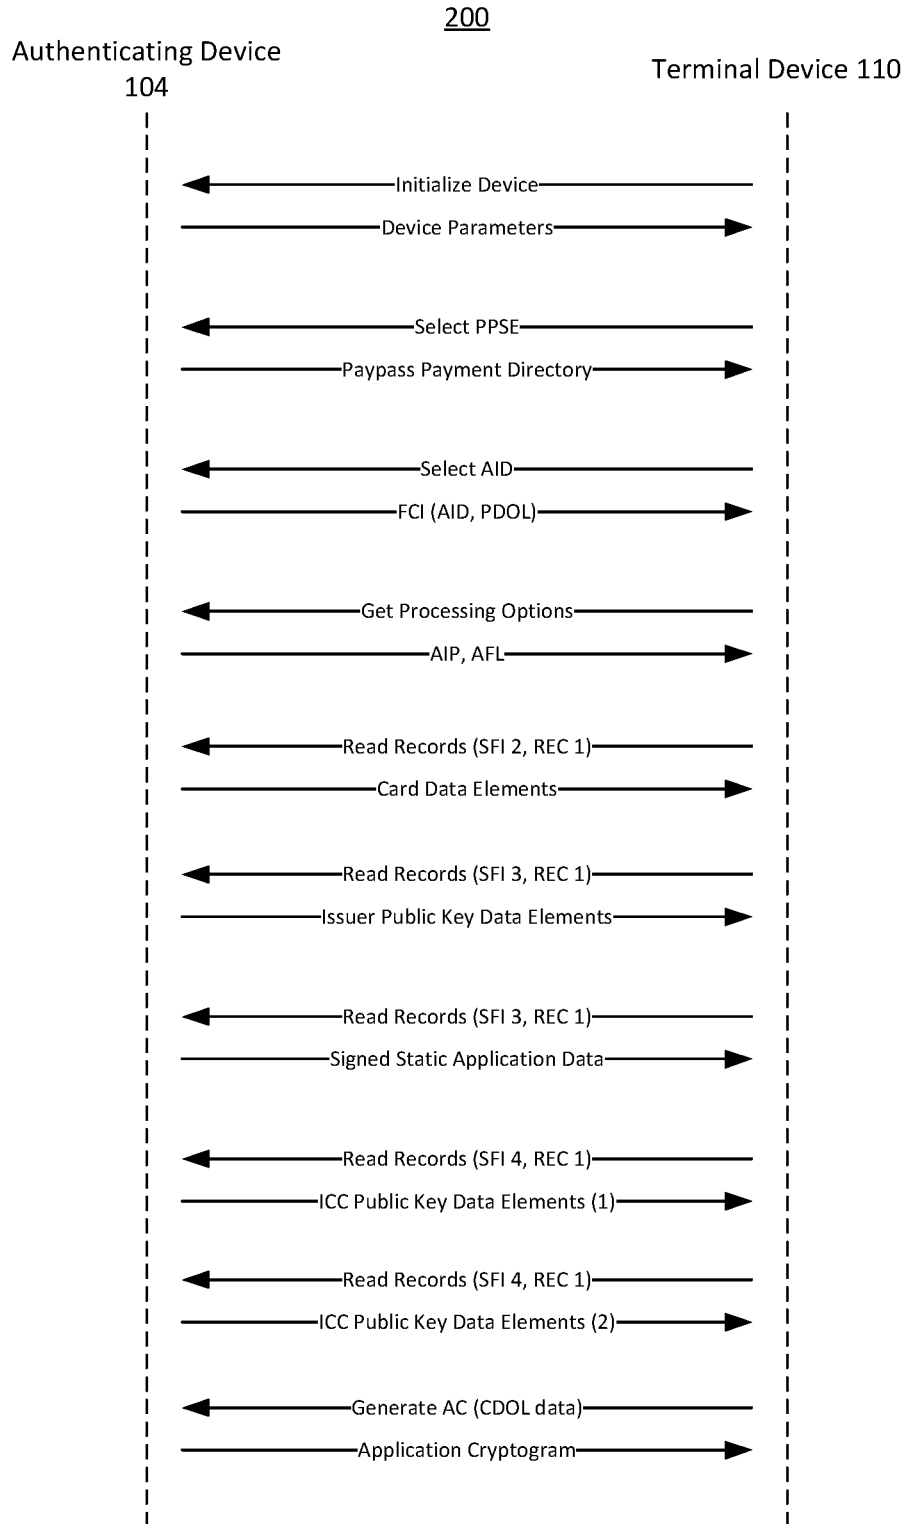 200
Authenticating Device
104
Terminal Device 110
Initialize Device
Device Parameters
Select PPSE
Paypass Payment Directory
Select AID
FCI (AID, PDOL)
Get Processing Options
AIP, AFL
Read Records (SFI 2, REC 1)
Card Data Elements
Read Records (SFI 3, REC 1)
Issuer Public Key Data Elements
Read Records (SFI 3, REC 1)
Signed Static Application Data
Read Records (SFI 4, REC 1)
ICC Public Key Data Elements (1)
Read Records (SFI 4, REC 1)
ICC Public Key Data Elements (2)
Generate AC (CDOL data)
Application Cryptogram